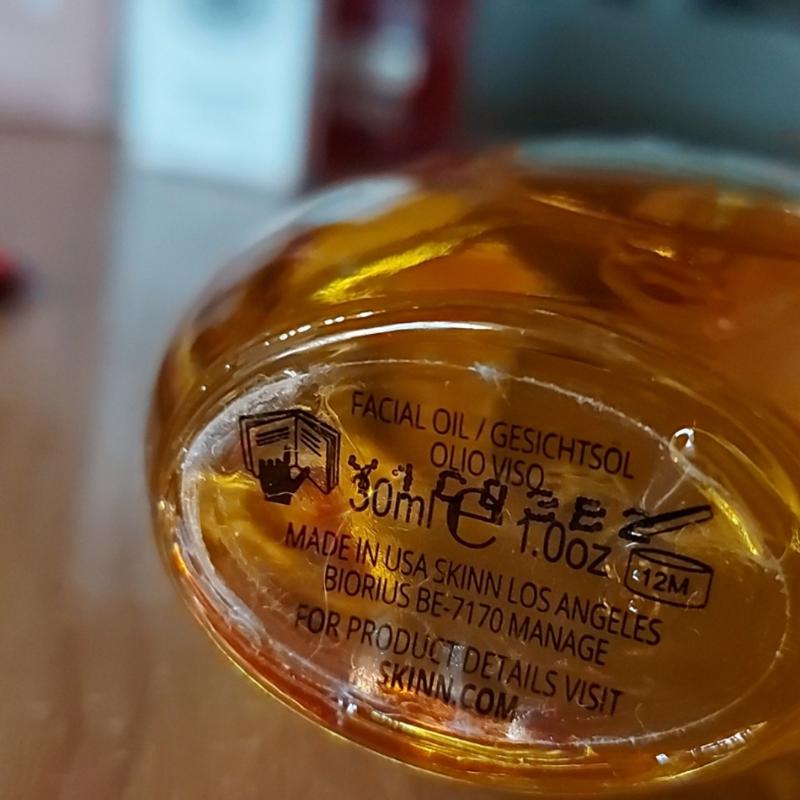 FACIAL OIL / GESICHTSOL
OLIO VISO
30ml e 1.0oz
12M
MADE IN USA SKINN LOS ANGELES
BIORIUS BE-7170 MANAGE
FOR PRODUCT DETAILS VISIT
SKINN.COM